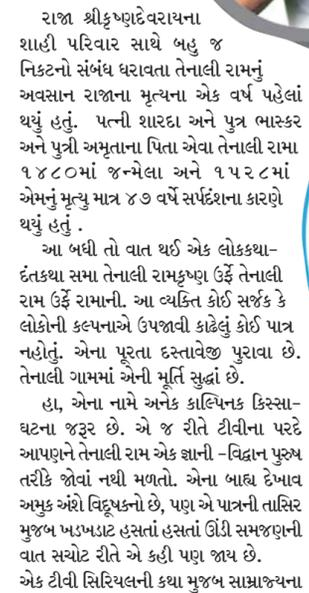 રાજા શ્રીકૃષ્ણદેવરાયના
શાહી પરિવાર સાથે બહુ જ
નિકટનો સંબંધ ધરાવતા તેનાલી રામનું
અવસાન રાજાના મૃત્યના એક વર્ષ પહેલાં
થયું હતું. પત્ની શારદા અને પુત્ર ભાસ્કર
અને પુત્રી અમૃતાના પિતા એવા તેનાલી રામા
૧૪૮૦માં જન્મેલા અને ૧૫૨૮માં
એમનું મૃત્યુ માત્ર ૪૭ વર્ષે સર્પદંશના કારણે
થયું હતું .
આ બધી તો વાત થઈ એક લોકકથા-
દંતકથા સમા તેનાલી રામકૃષ્ણ ઉર્ફે તેનાલી
રામ ઉર્ફે રામાની. આ વ્યક્તિ કોઈ સર્જક કે
લોકોની કલ્પનાએ ઉપજાવી કાઢેલું કોઈ પાત્ર
નહોતું. એના પૂરતા દસ્તાવેજી પુરાવા છે.
તેનાલી ગામમાં એની મૂર્તિ સુદ્ધાં છે.
હા, એના નામે અનેક કાલ્પિનક કિસ્સા-
ઘટના જરૂર છે. એ જ રીતે ટીવીના પરદે
આપણને તેનાલી રામ એક જ્ઞાની -વિદ્વાન પુરુષ
તરીકે જોવાં નથી મળતો. એના બાહ્ય દેખાવ
અમુક અંશે વિદૂષકનો છે, પણ એ પાત્રની તાસિર
મુજબ ખડખડાટ હસતાં હસતાં ઊંડી સમજણની
વાત સચોટ રીતે એ કહી પણ જાય છે.
એક ટીવી સિરિયલની કથા મુજબ સામ્રાજ્યના